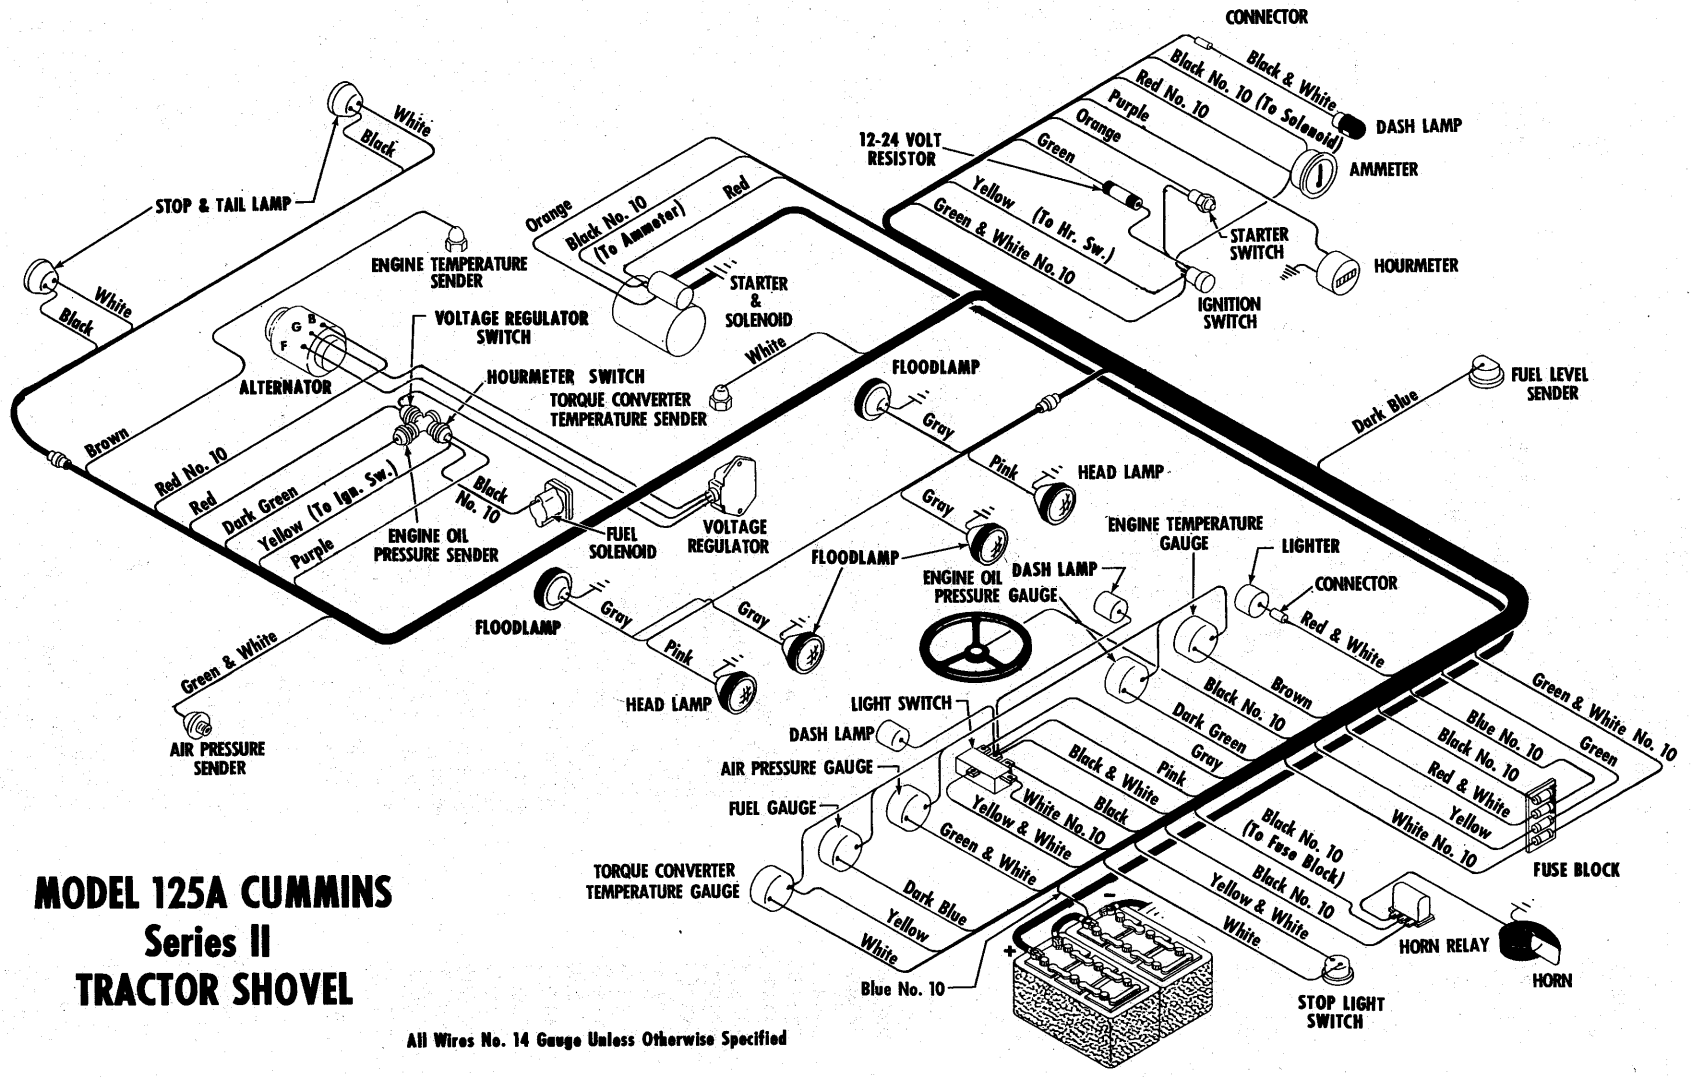 CONNECTOR
Black & White
Black No. 10 (To Solenoid)
Red No. 10
Purple
Orange
Green
DASH LAMP
AMMETER
12-24 VOLT
RESISTOR
Yellow (To Hr. Sw.)
Green & White No. 10
STARTER
SWITCH
HOURMETER
IGNITION
SWITCH
White
Black
STOP & TAIL LAMP
White
Black
ENGINE TEMPERATURE
SENDER
Orange
Black No. 10
(To Ammeter)
Red
STARTER
&
SOLENOID
B
G
F
ALTERNATOR
VOLTAGE REGULATOR
SWITCH
HOURMETER SWITCH
TORQUE CONVERTER
TEMPERATURE SENDER
White
FLOODLAMP
FUEL LEVEL
SENDER
Dark Blue
Brown
Red No. 10
Red
Dark Green
Yellow (To Ign. Sw.)
Purple
Black
No. 10
ENGINE OIL
PRESSURE SENDER
FUEL
SOLENOID
VOLTAGE
REGULATOR
Gray
Pink
HEAD LAMP
Gray
FLOODLAMP
ENGINE TEMPERATURE
GAUGE
LIGHTER
CONNECTOR
DASH LAMP
ENGINE OIL
PRESSURE GAUGE
FLOODLAMP
Gray
Gray
Pink
HEAD LAMP
Green & White
AIR PRESSURE
SENDER
Red & White
Brown
Black No. 10
Dark Green
Gray
Pink
Black & White
Black
White No. 10
Yellow & White
Green & White
Dark Blue
Yellow
White
LIGHT SWITCH
DASH LAMP
AIR PRESSURE GAUGE
FUEL GAUGE
TORQUE CONVERTER
TEMPERATURE GAUGE
Green & White No. 10
Green
Blue No. 10
Black No. 10
Red & White
Yellow
White No. 10
FUSE BLOCK
Black No. 10
(To Fuse Block)
Black No. 10
Yellow & White
White
HORN RELAY
HORN
STOP LIGHT
SWITCH
-
+
Blue No. 10
MODEL 125A CUMMINS
Series II
TRACTOR SHOVEL
All Wires No. 14 Gauge Unless Otherwise Specified